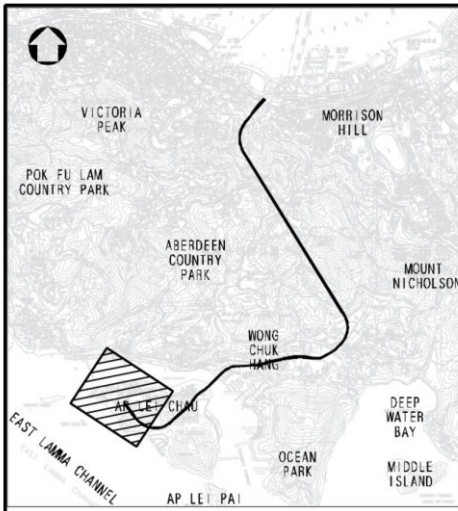 VICTORIA
PEAK
MORRISON
HILL
POK FU LAM
COUNTRY PARK
ABERDEEN
COUNTRY
PARK
MOUNT
NICHOLSON
WONG
CHUK
HANG
AP LEI CHAU
DEEP
WATER
BAY
EAST LAMMA CHANNEL
OCEAN
PARK
MIDDLE
ISLAND
AP LEI PAI